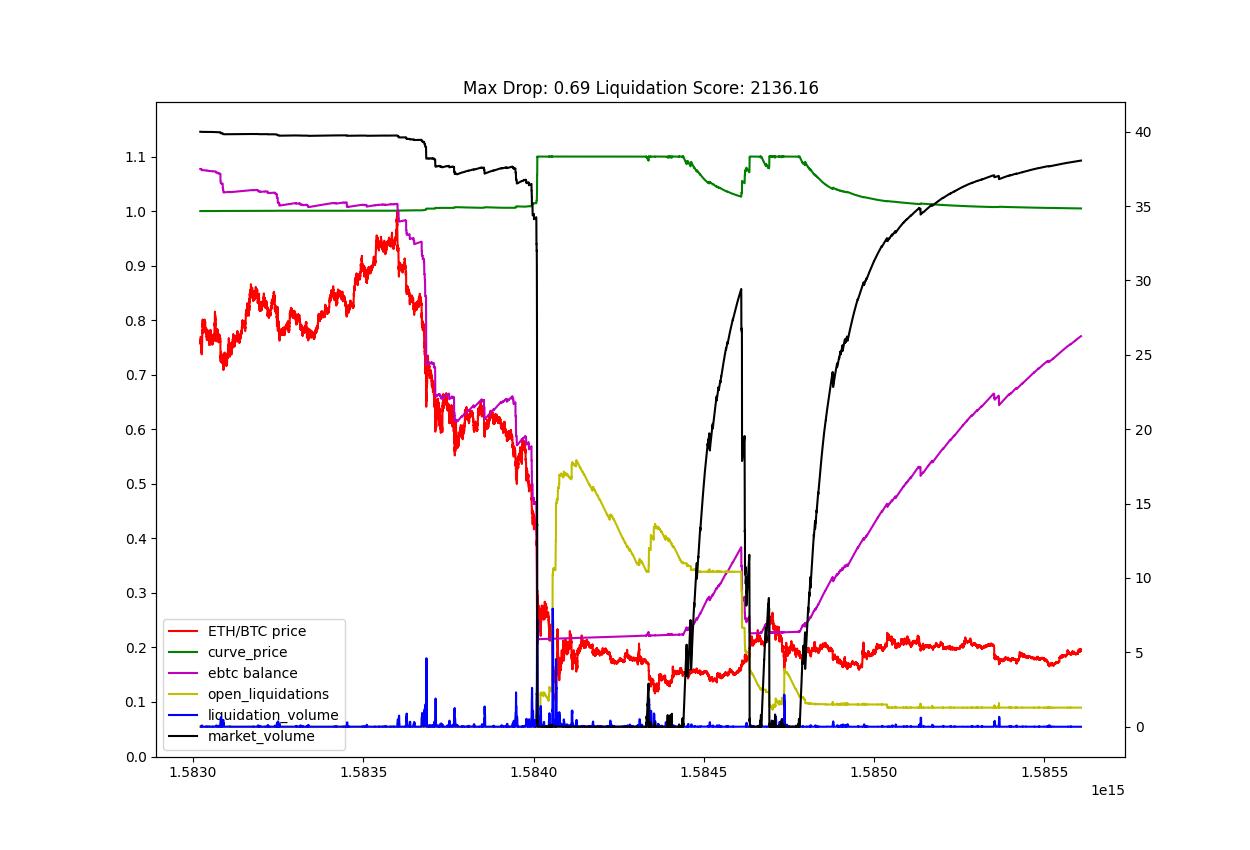 Max Drop: 0.69 Liquidation Score: 2136.16
1.1
1.0
0.9
0.8
0.7
0.6
0.5
0.4
0.3
0.2
0.1
0.0
40
35
30
25
20
15
10
5
0
ETH/BTC price
curve_price
ebtc balance
open_liquidations
liquidation_volume
market_volume
1.5830 1.5835 1.5840 1.5845 1.5850 1.5855
1e15